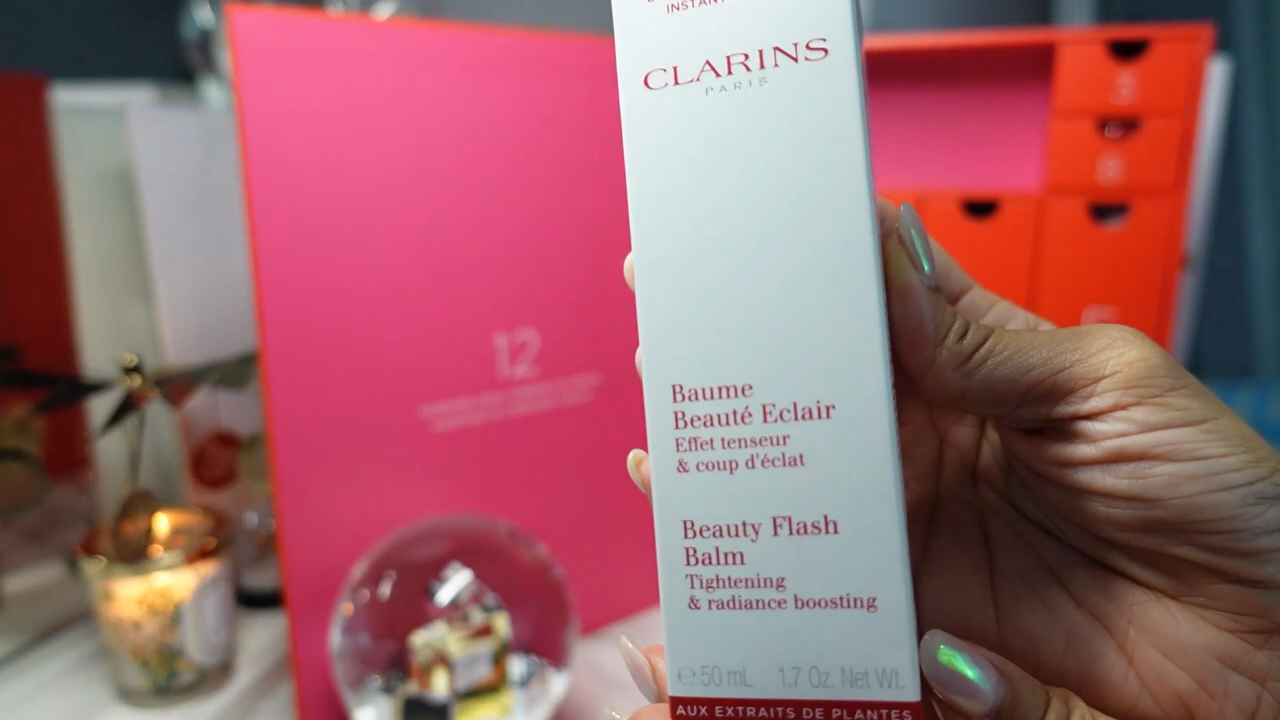 INSTANT
CLARINS
PARIS
Baume
Beauté Eclair
Effet tenseur
& coup d'éclat
Beauty Flash
Balm
Tightening
& radiance boosting
℮ 50 mL 1.7 Oz. Net Wt.
AUX EXTRAITS DE PLANTES
12